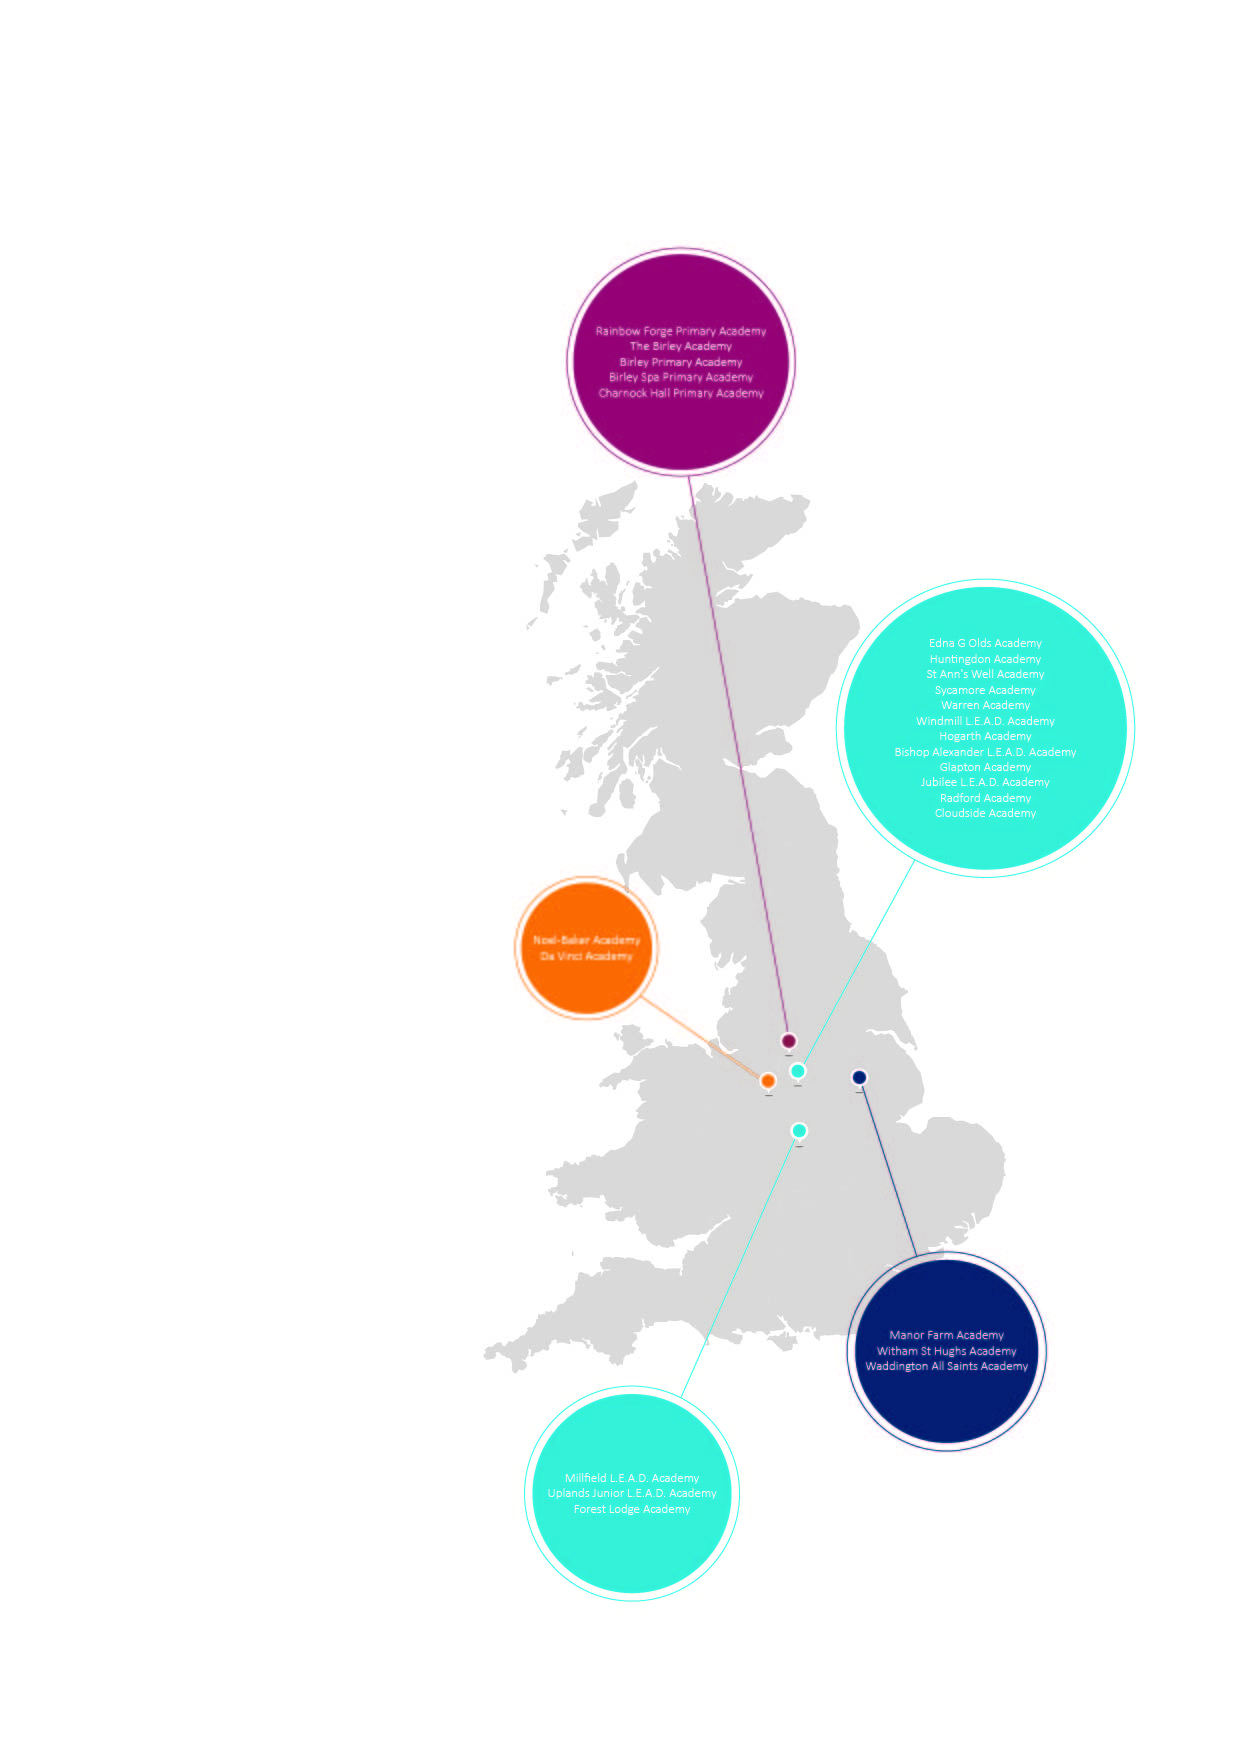 Rainbow Forge Primary Academy
The Birley Academy
Birley Primary Academy
Birley Spa Primary Academy
Charnock Hall Primary Academy
Edna G Olds Academy
Huntingdon Academy
St Ann's Well Academy
Sycamore Academy
Warren Academy
Windmill L.E.A.D. Academy
Hogarth Academy
Bishop Alexander L.E.A.D. Academy
Glapton Academy
Jubilee L.E.A.D. Academy
Radford Academy
Cloudside Academy
Noel-Baker Academy
Da Vinci Academy
Manor Farm Academy
Witham St Hughs Academy
Waddington All Saints Academy
Millfield L.E.A.D. Academy
Uplands Junior L.E.A.D. Academy
Forest Lodge Academy